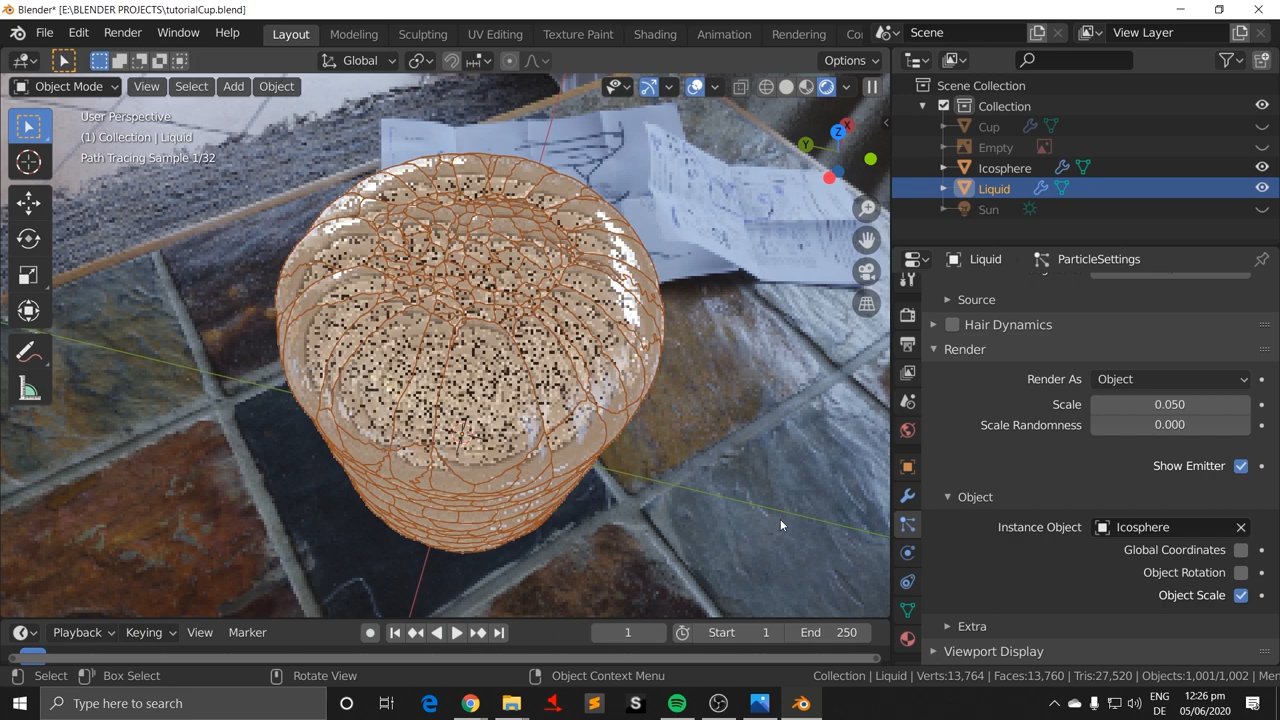 Blender* [E:\BLENDER PROJECTS\tutorialCup.blend]
File Edit Render Window Help Layout Modeling Sculpting UV Editing Texture Paint Shading Animation Rendering Scene View Layer
Global Options
Object Mode View Select Add Object
User Perspective
(1) Collection | Liquid
Path Tracing Sample 1/32
X
Y
Z
Scene Collection
Collection
Cup
Empty
Icosphere
Liquid
Sun
Liquid ParticleSettings
Source
Hair Dynamics
Render
Render As Object
Scale 0.050
Scale Randomness 0.000
Show Emitter
Object
Instance Object Icosphere
Global Coordinates
Object Rotation
Object Scale
Extra
Viewport Display
Playback Keying View Marker 1 Start 1 End 250
Select Box Select Rotate View Object Context Menu Collection | Liquid | Verts:13,764 | Faces:13,760 | Tris:27,520 | Objects:1,001/1,002 |
Type here to search
ENG 12:26 pm
DE 05/06/2020